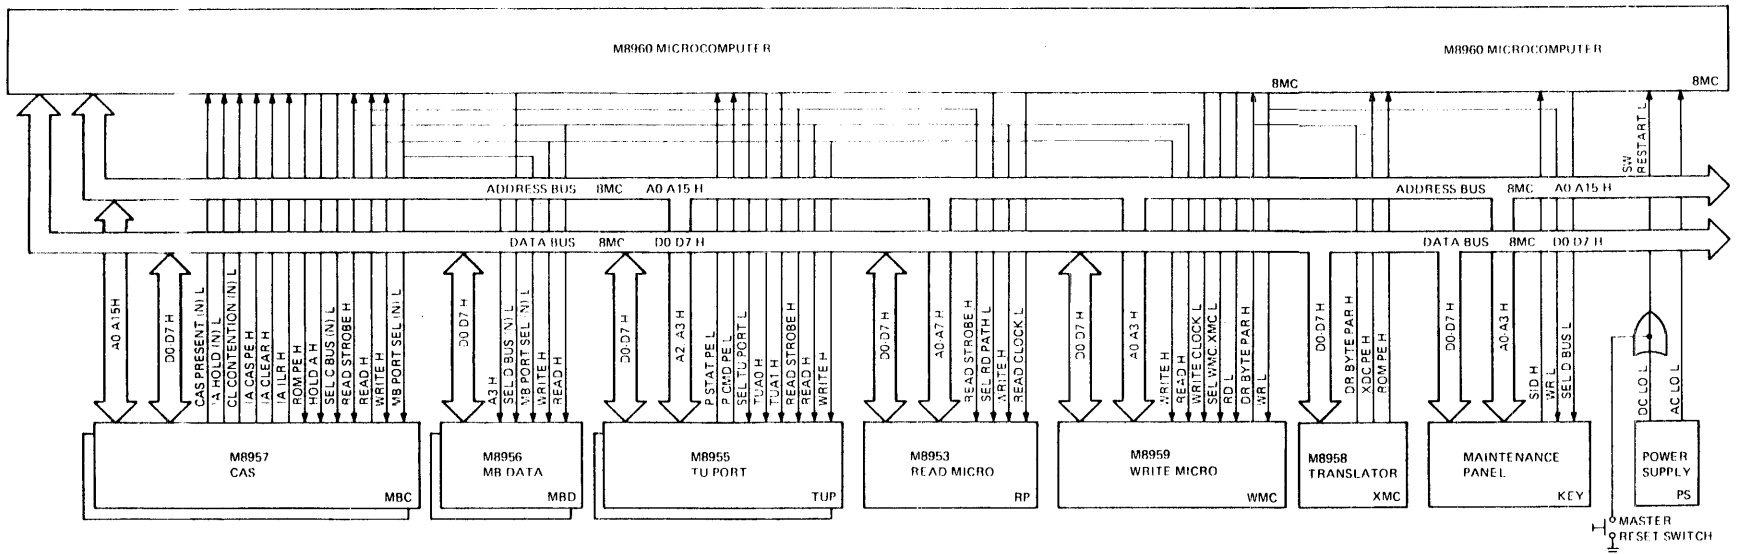 M8960 MICROCOMPUTER
M8960 MICROCOMPUTER
8MC
8MC
SW
RESTART L
ADDRESS BUS 8MC A0 A15 H
ADDRESS BUS 8MC A0 A15 H
DATA BUS 8MC D0 D7 H
DATA BUS 8MC D0 D7 H
A0 A15H
D0-D7 H
CAS PRESENT (N) L
IA HOLD (N) L
CL CONTENTION (N) L
IA CAS PE H
IA CLEAR H
IA ILR H
ROM PE H
HOLD A H
SEL C BUS (N) L
READ STROBE H
READ H
WRITE H
MB PORT SEL (N) L
D0 D7 H
A3 H
SEL D BUS (N) L
MB PORT SEL (N) L
WRITE H
READ H
D0-D7 H
A2 A3 H
P STAT PE L
P CMD PE L
SEL TU PORT L
TUA0 H
TUA1 H
READ STROBE H
READ H
WRITE H
D0-D7 H
A0-A7 H
READ STROBE H
SEL RD PATH L
WRITE H
READ CLOCK L
D0 D7 H
A0 A3 H
WRITE H
READ H
WRITE CLOCK L
SEL WMC XMC L
RD L
DR BYTE PAR H
WR L
D0-D7 H
DR BYTE PAR H
XDC PE H
ROM PE H
D0-D7 H
A0-A3 H
SID H
WR L
SEL D BUS L
DC LO L
AC LO L
M8957
CAS
MBC
M8956
MB DATA
MBD
M8955
TU PORT
TUP
M8953
READ MICRO
RP
M8959
WRITE MICRO
WMC
M8958
TRANSLATOR
XMC
MAINTENANCE
PANEL
KEY
POWER
SUPPLY
PS
MASTER
RESET SWITCH